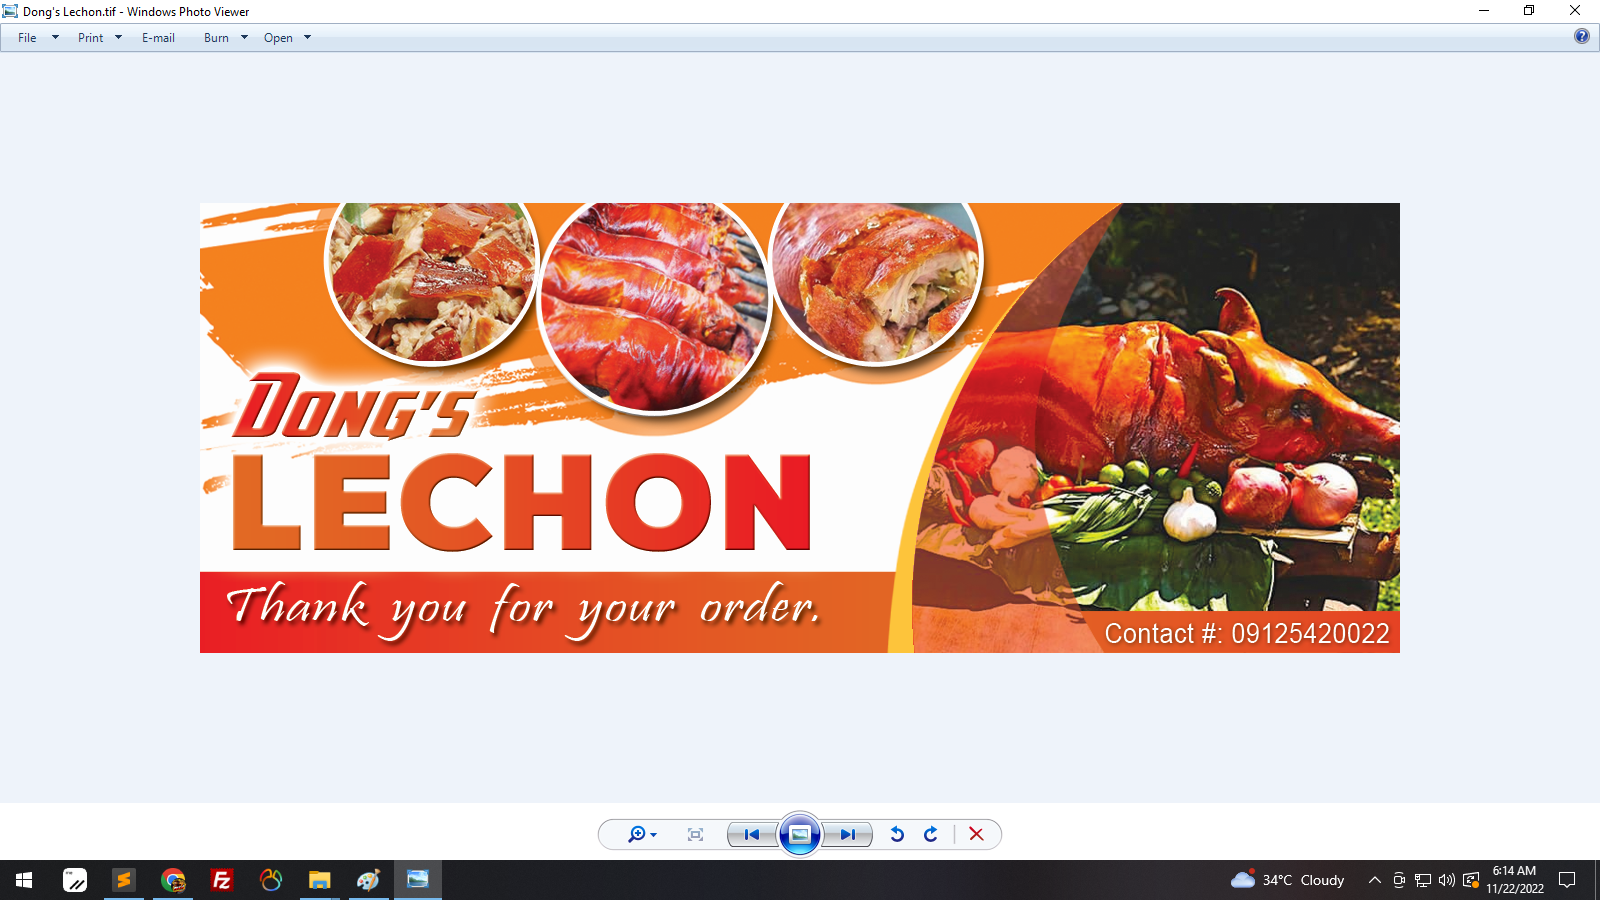 Dong's Lechon.tif - Windows Photo Viewer
File Print E-mail Burn Open
DONG'S
LECHON
Thank you for your order.
Contact #: 09125420022
34°C Cloudy
6:14 AM
11/22/2022